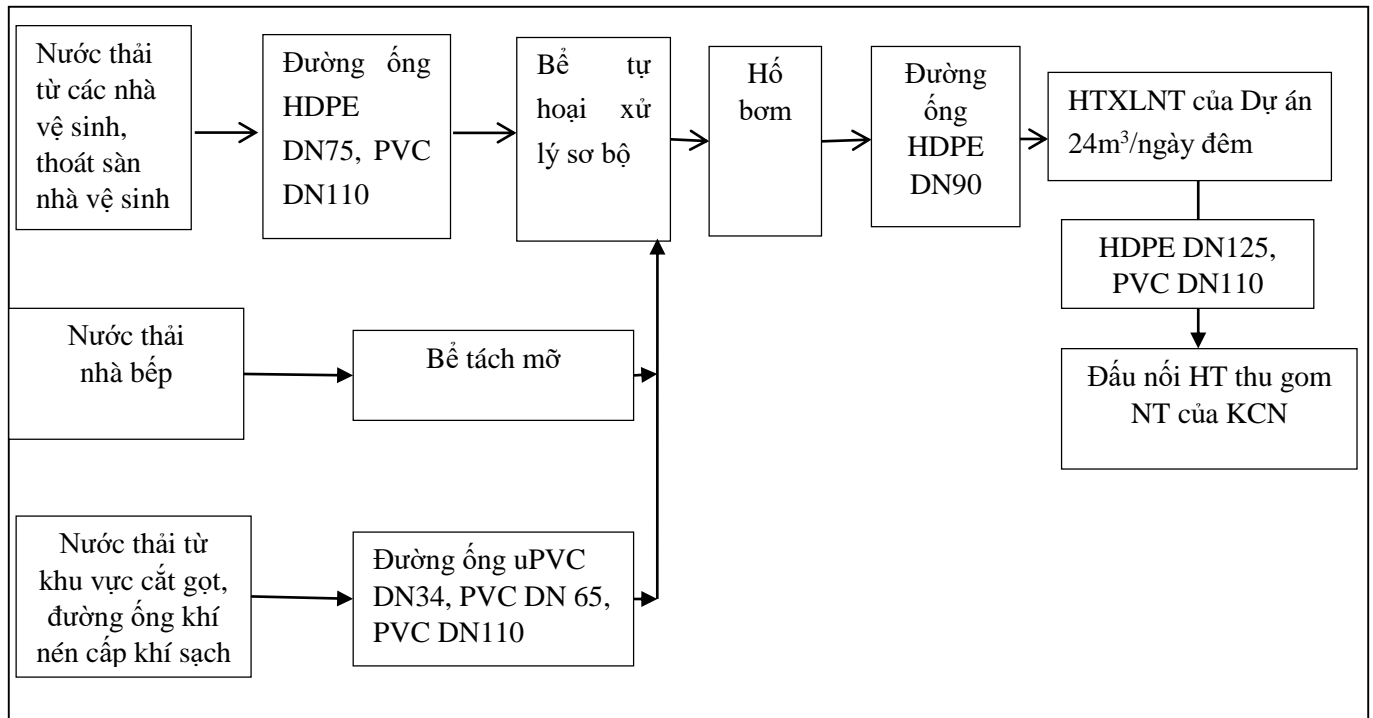 Nước thải
từ các nhà
vệ sinh,
thoát sàn
nhà vệ sinh
Đường ống
HDPE
DN75, PVC
DN110
Bể tự
hoại xử
lý sơ bộ
Hố
bơm
Đường
ống
HDPE
DN90
HTXLNT của Dự án
24m³/ngày đêm
HDPE DN125,
PVC DN110
Đấu nối HT thu gom
NT của KCN
Nước thải
nhà bếp
Bể tách mỡ
Nước thải từ
khu vực cắt gọt,
đường ống khí
nén cấp khí sạch
Đường ống uPVC
DN34, PVC DN 65,
PVC DN110